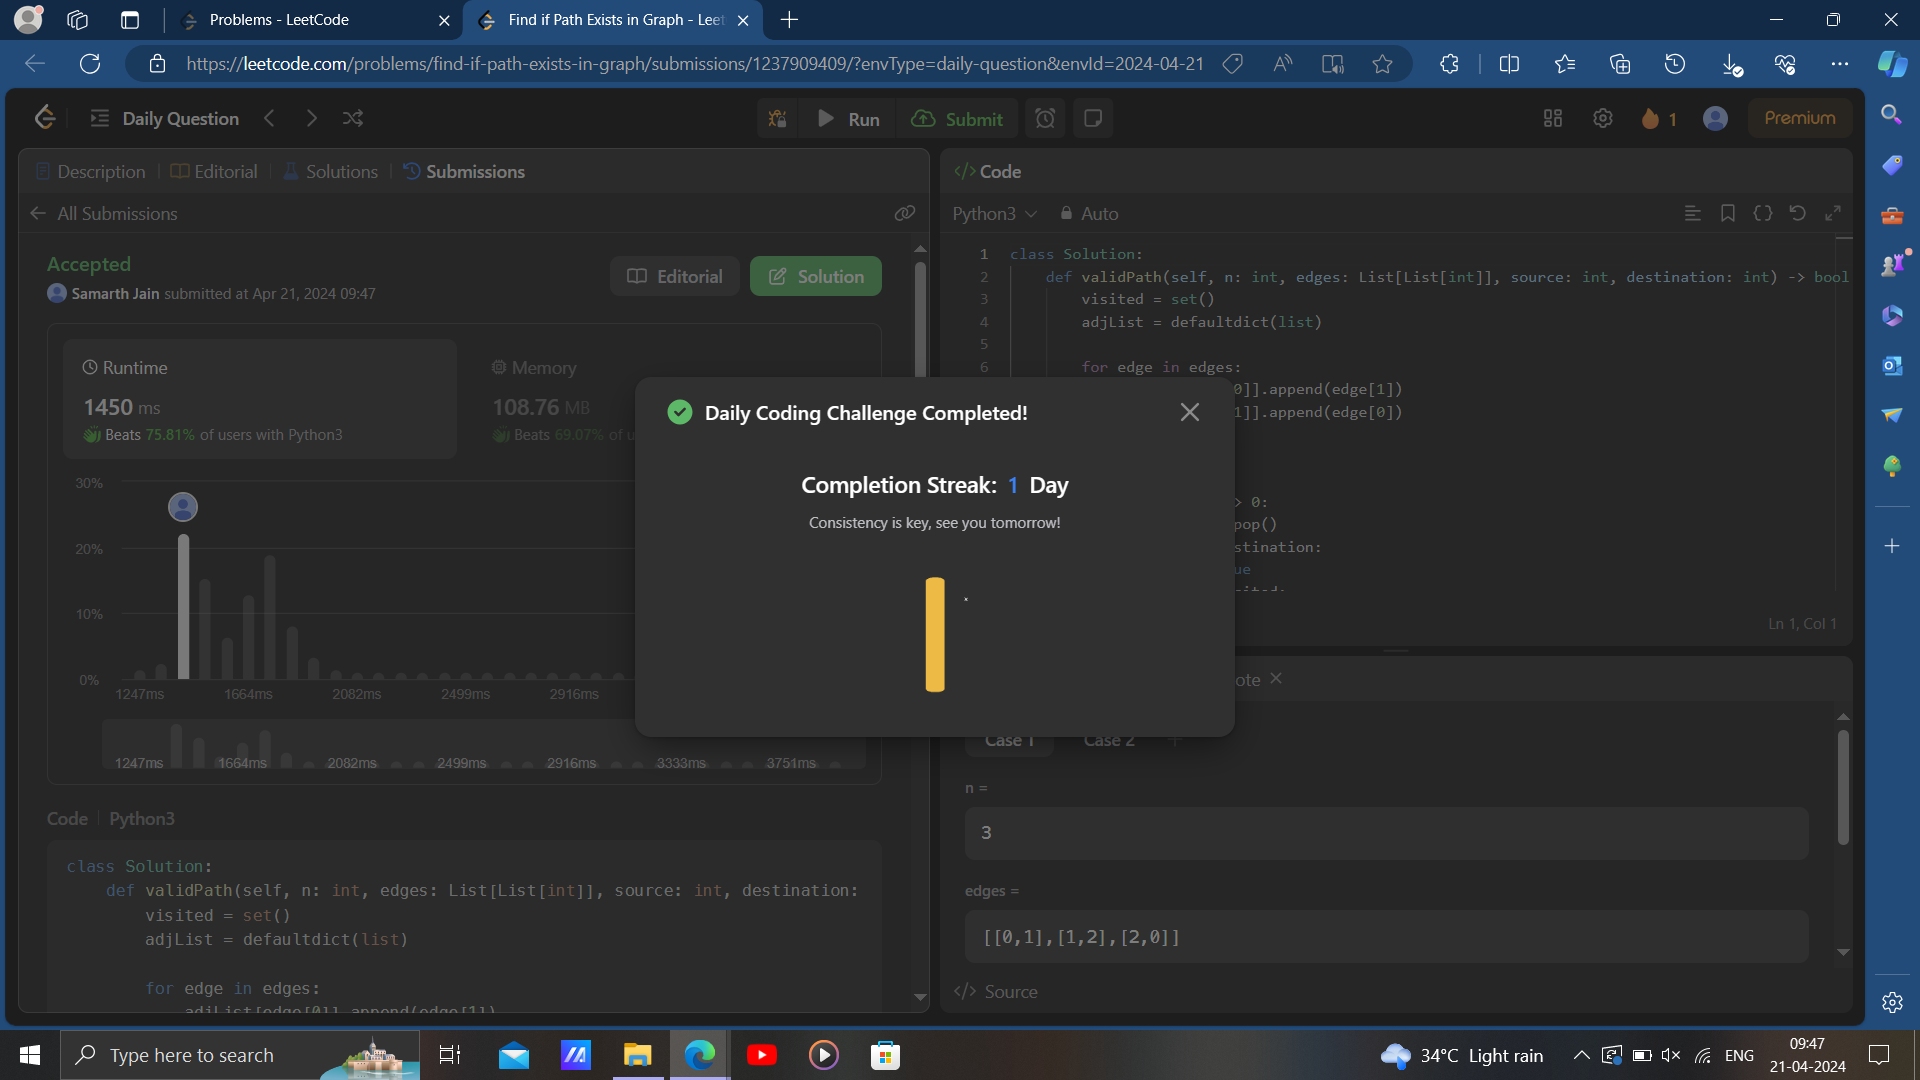 Problems - LeetCode
Find if Path Exists in Graph - Leet
https://leetcode.com/problems/find-if-path-exists-in-graph/submissions/1237909409/?envType=daily-question&envId=2024-04-21
Daily Question
Run
Submit
1
Premium
Description
Editorial
Solutions
Submissions
All Submissions
Accepted
Samarth Jain submitted at Apr 21, 2024 09:47
Editorial
Solution
Runtime
1450 ms
Beats 75.81% of users with Python3
Memory
108.76 MB
Beats 69.07% of u
30%
20%
10%
0%
1247ms
1664ms
2082ms
2499ms
2916ms
1247ms
1664ms
2082ms
2499ms
2916ms
3333ms
3751ms
Code
Python3
class Solution:
def validPath(self, n: int, edges: List[List[int]], source: int, destination:
visited = set()
adjList = defaultdict(list)
for edge in edges:
adjList[edge[0]].append(edge[1])
Daily Coding Challenge Completed!
Completion Streak: 1 Day
Consistency is key, see you tomorrow!
</> Code
Python3
Auto
1 class Solution:
2 def validPath(self, n: int, edges: List[List[int]], source: int, destination: int) -> bool
3 visited = set()
4 adjList = defaultdict(list)
5
6 for edge in edges:
0]].append(edge[1])
1]].append(edge[0])
> 0:
pop()
stination:
ue
Ln 1, Col 1
ote
Case 1
Case 2
n =
3
edges =
[[0,1],[1,2],[2,0]]
</> Source
Type here to search
34°C Light rain
ENG
09:47
21-04-2024